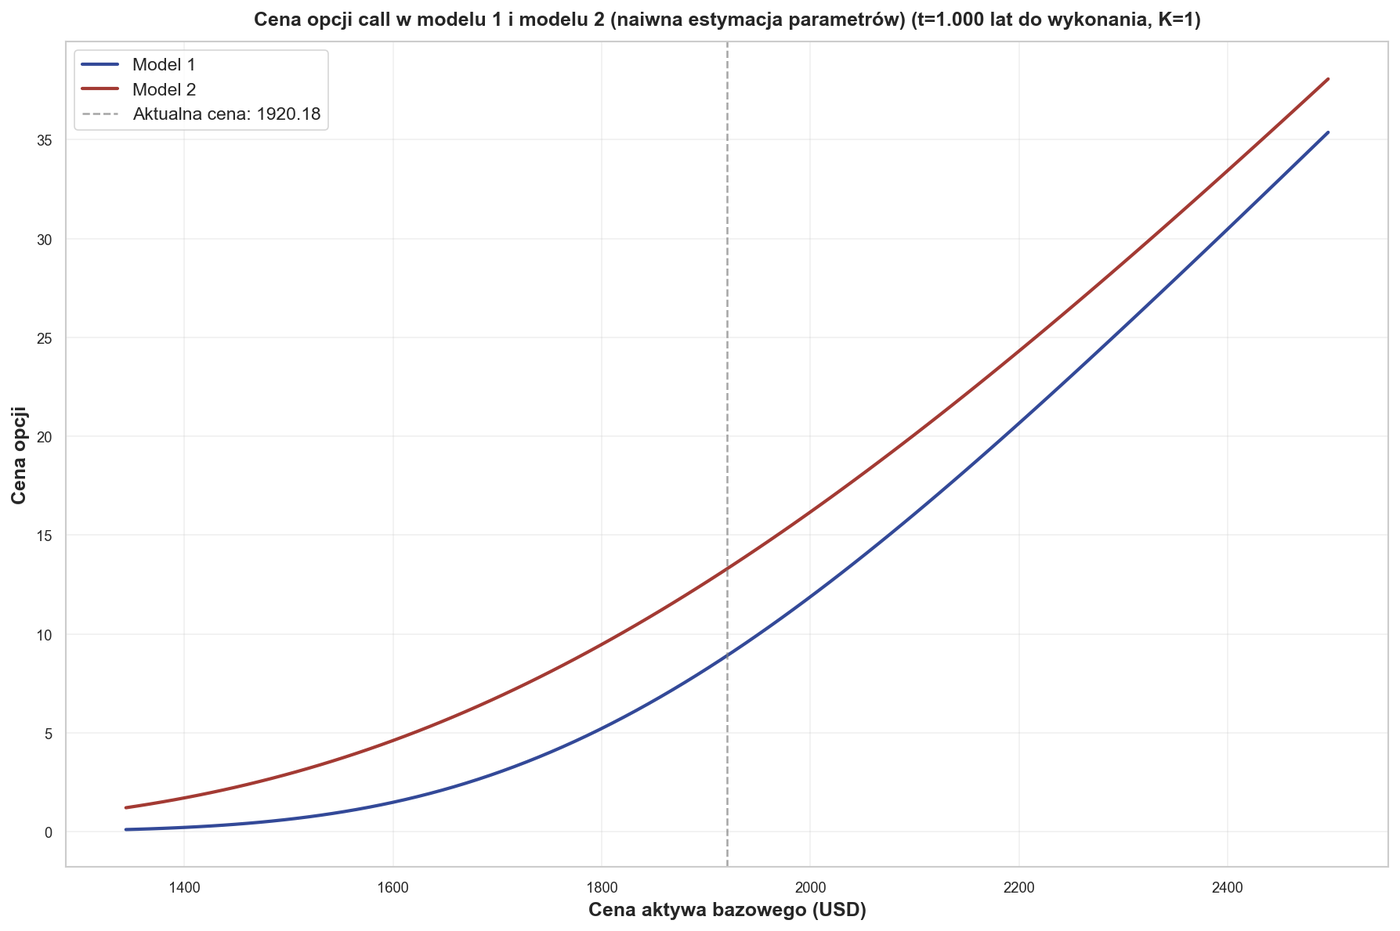 Cena opcji call w modelu 1 i modelu 2 (naiwna estymacja parametrów) (t=1.000 lat do wykonania, K=1)
Model 1
Model 2
Aktualna cena: 1920.18
Cena opcji
35
30
25
20
15
10
5
0
1400
1600
1800
2000
2200
2400
Cena aktywa bazowego (USD)